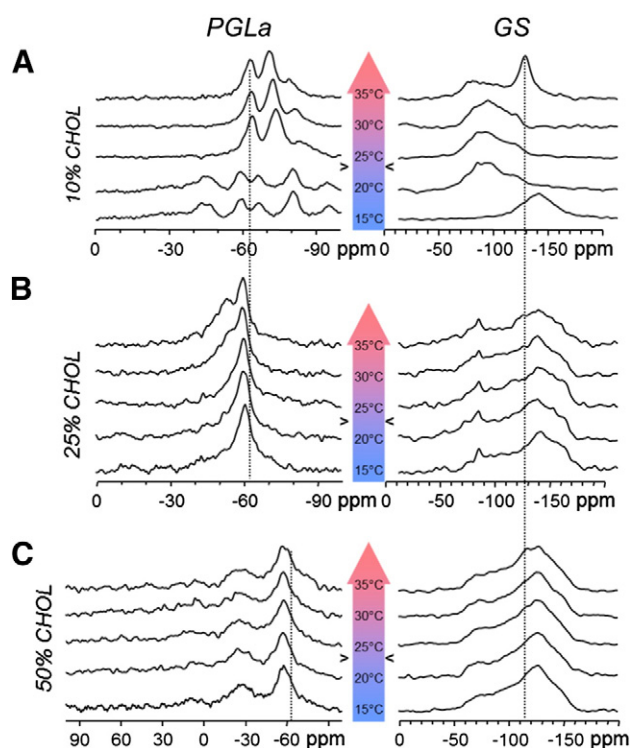 PGLa GS
A
10% CHOL
35°C
30°C
25°C
> <
20°C
15°C
0 -30 -60 -90 ppm 0 -50 -100 -150 ppm
B
25% CHOL
35°C
30°C
25°C
> <
20°C
15°C
0 -30 -60 -90 ppm 0 -50 -100 -150 ppm
C
50% CHOL
35°C
30°C
25°C
> <
20°C
15°C
90 60 30 0 -30 -60 ppm 0 -50 -100 -150 ppm